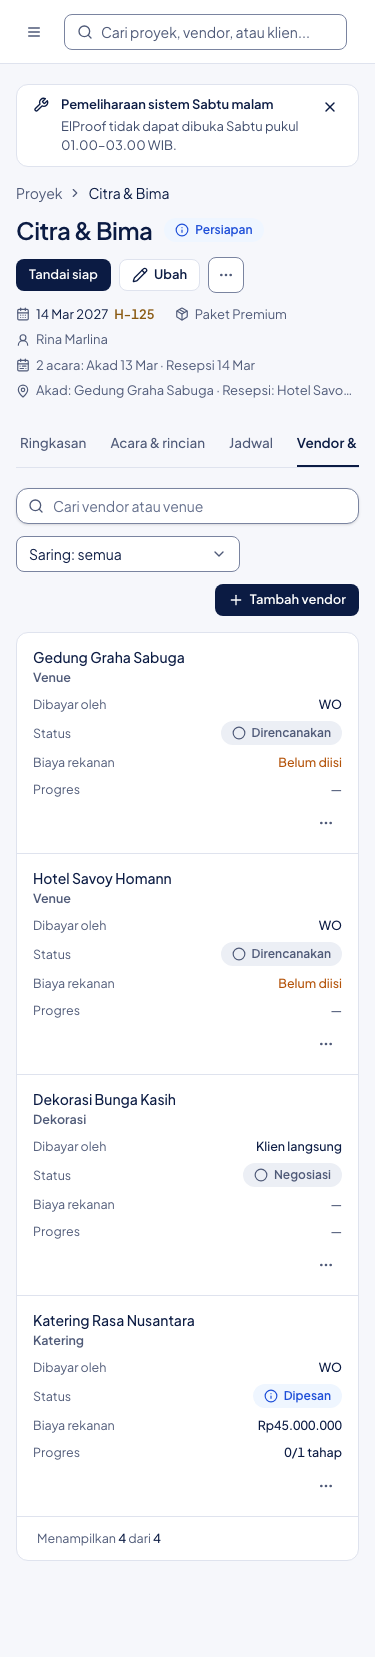 Cari proyek, vendor, atau klien...
Pemeliharaan sistem Sabtu malam
ElProof tidak dapat dibuka Sabtu pukul
01.00–03.00 WIB.
Proyek > Citra & Bima
Citra & Bima Persiapan
Tandai siap Ubah
14 Mar 2027 H-125 Paket Premium
Rina Marlina
2 acara: Akad 13 Mar · Resepsi 14 Mar
Akad: Gedung Graha Sabuga · Resepsi: Hotel Savo...
Ringkasan Acara & rincian Jadwal Vendor &
Cari vendor atau venue
Saring: semua
+ Tambah vendor
Gedung Graha Sabuga
Venue
Dibayar oleh WO
Status Direncanakan
Biaya rekanan Belum diisi
Progres —
Hotel Savoy Homann
Venue
Dibayar oleh WO
Status Direncanakan
Biaya rekanan Belum diisi
Progres —
Dekorasi Bunga Kasih
Dekorasi
Dibayar oleh Klien langsung
Status Negosiasi
Biaya rekanan —
Progres —
Katering Rasa Nusantara
Katering
Dibayar oleh WO
Status Dipesan
Biaya rekanan Rp45.000.000
Progres 0/1 tahap
Menampilkan 4 dari 4